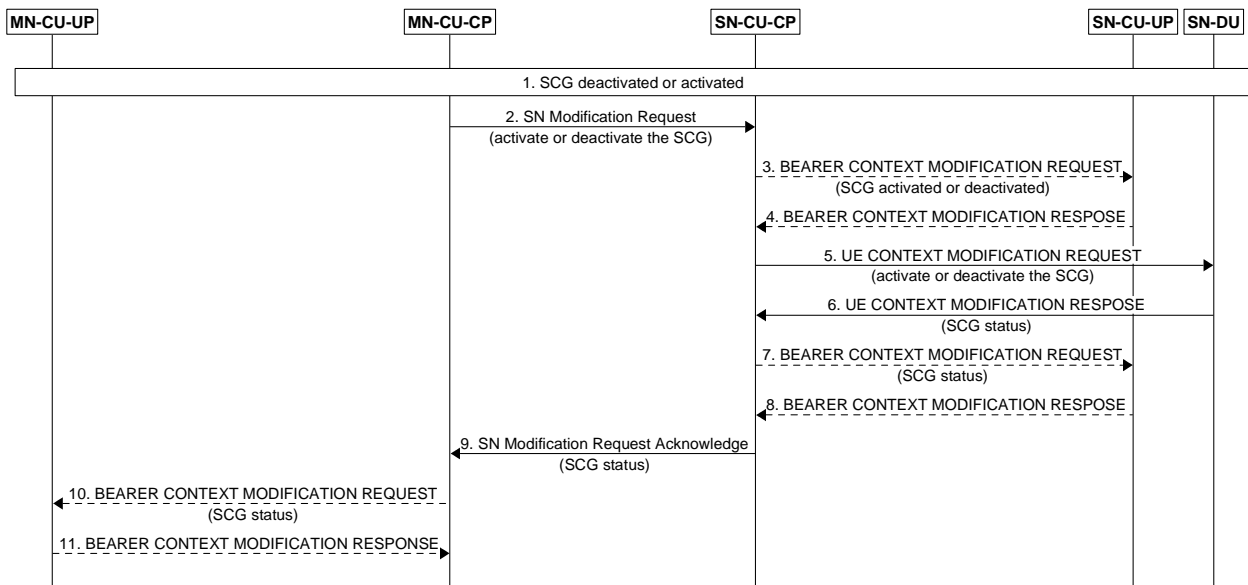 MN-CU-UP
MN-CU-CP
SN-CU-CP
SN-CU-UP
SN-DU
1. SCG deactivated or activated
2. SN Modification Request
(activate or deactivate the SCG)
3. BEARER CONTEXT MODIFICATION REQUEST
(SCG activated or deactivated)
4. BEARER CONTEXT MODIFICATION RESPOSE
5. UE CONTEXT MODIFICATION REQUEST
(activate or deactivate the SCG)
6. UE CONTEXT MODIFICATION RESPOSE
(SCG status)
7. BEARER CONTEXT MODIFICATION REQUEST
(SCG status)
8. BEARER CONTEXT MODIFICATION RESPOSE
9. SN Modification Request Acknowledge
(SCG status)
10. BEARER CONTEXT MODIFICATION REQUEST
(SCG status)
11. BEARER CONTEXT MODIFICATION RESPONSE